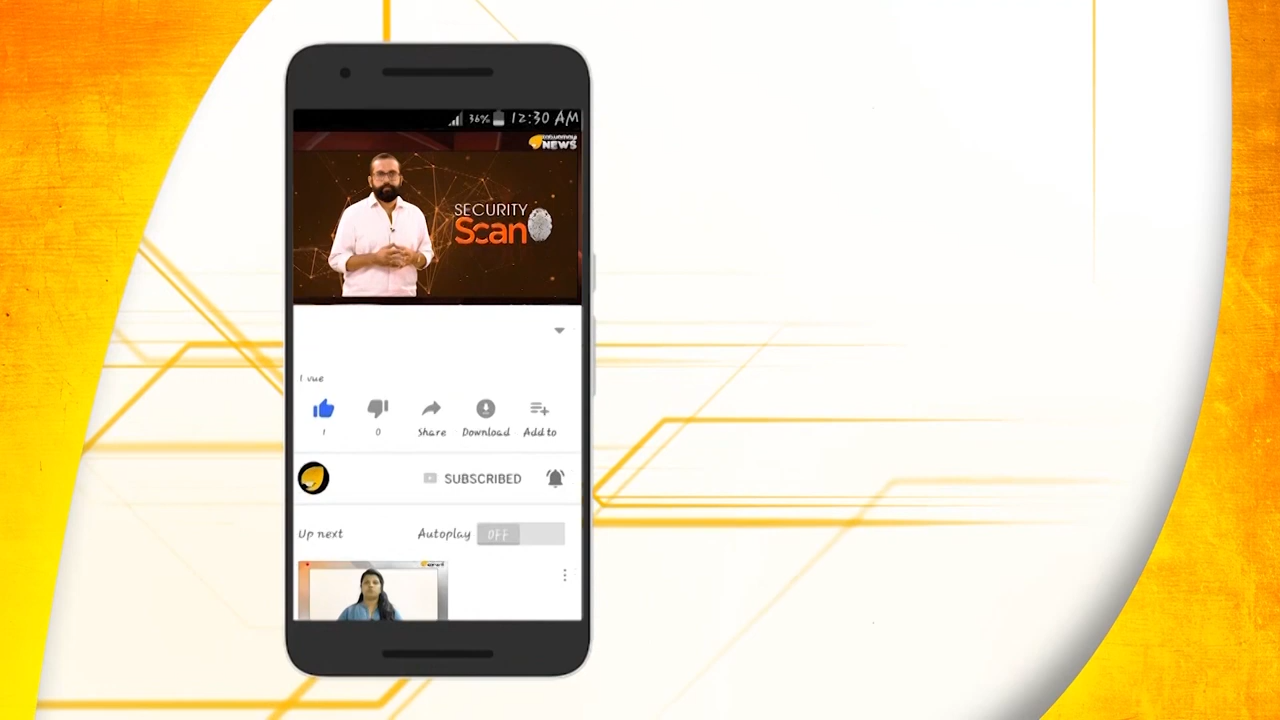 36% 12:30 AM
NEWS
SECURITY
Scan
1 vue
1 0 Share Download Add to
SUBSCRIBED
Up next Autoplay OFF